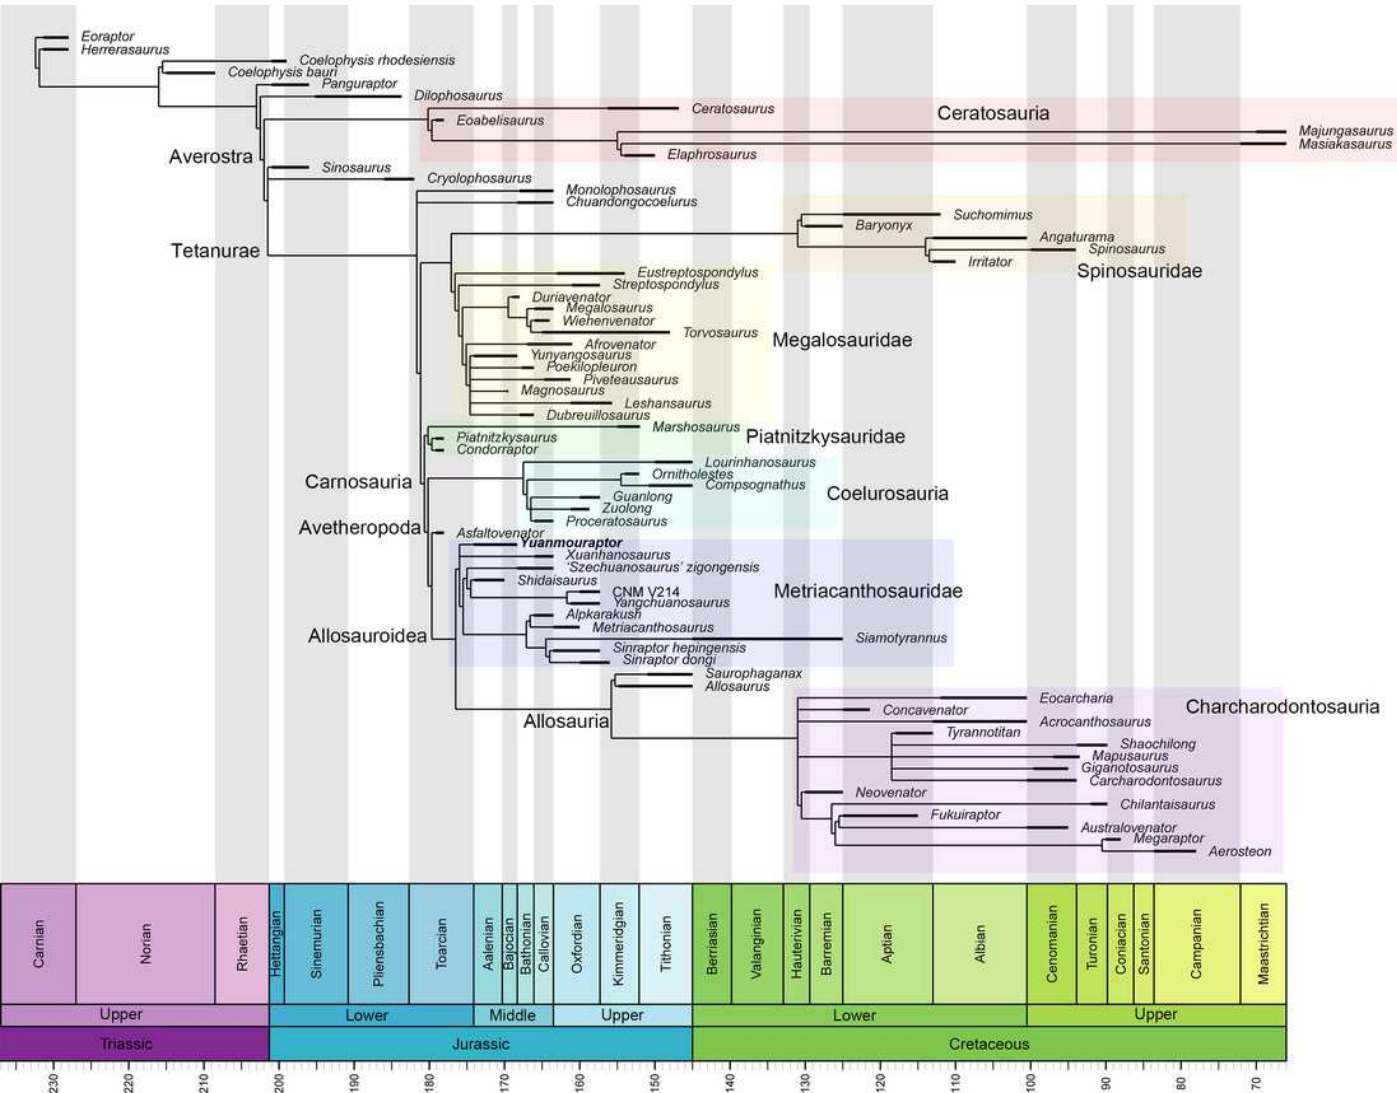 Eoraptor
Herrerasaurus
Coelophysis rhodesiensis
Coelophysis bauri
Panguraptor
Dilophosaurus
Ceratosaurus
Ceratosauria
Eoabelisaurus
Majungasaurus
Masiakasaurus
Averostra
Elaphrosaurus
Sinosaurus
Cryolophosaurus
Monolophosaurus
Chuandongocoelurus
Suchomimus
Baryonyx
Angaturama
Tetanurae
Spinosaurus
Irritator
Spinosauridae
Eustreptospondylus
Streptospondylus
Duriavenator
Megalosaurus
Wiehenvenator
Torvosaurus
Megalosauridae
Afrovenator
Yunyangosaurus
Poekilopleuron
Piveteausaurus
Magnosaurus
Leshansaurus
Dubreuillosaurus
Marshosaurus
Piatnitzkysauridae
Piatnitzkysaurus
Condorraptor
Lourinhanosaurus
Ornitholestes
Carnosauria
Compsognathus
Coelurosauria
Guanlong
Zuolong
Proceratosaurus
Avetheropoda
Asfaltovenator
Yuanmouraptor
Xuanhanosaurus
'Szechuanosaurus' zigongensis
Shidaisaurus
CNM V214
Metriacanthosauridae
Yangchuanosaurus
Alpkarakush
Metriacanthosaurus
Allosauroidea
Siamotyrannus
Sinraptor hepingensis
Sinraptor dongi
Saurophaganax
Allosaurus
Eocarcharia
Charcharodontosauria
Concavenator
Allosauria
Acrocanthosaurus
Tyrannotitan
Shaochilong
Mapusaurus
Giganotosaurus
Carcharodontosaurus
Neovenator
Chilantaisaurus
Fukuiraptor
Australovenator
Megaraptor
Aerosteon
Carnian Norian Rhaetian Hettangian Sinemurian Pliensbachian Toarcian Aalenian Bajocian Bathonian Callovian Oxfordian Kimmeridgian Tithonian Berriasian Valanginian Hauterivian Barremian Aptian Albian Cenomanian Turonian Coniacian Santonian Campanian Maastrichtian
Upper Lower Middle Upper Lower Upper
Triassic Jurassic Cretaceous
230 220 210 200 190 180 170 160 150 140 130 120 110 100 90 80 70